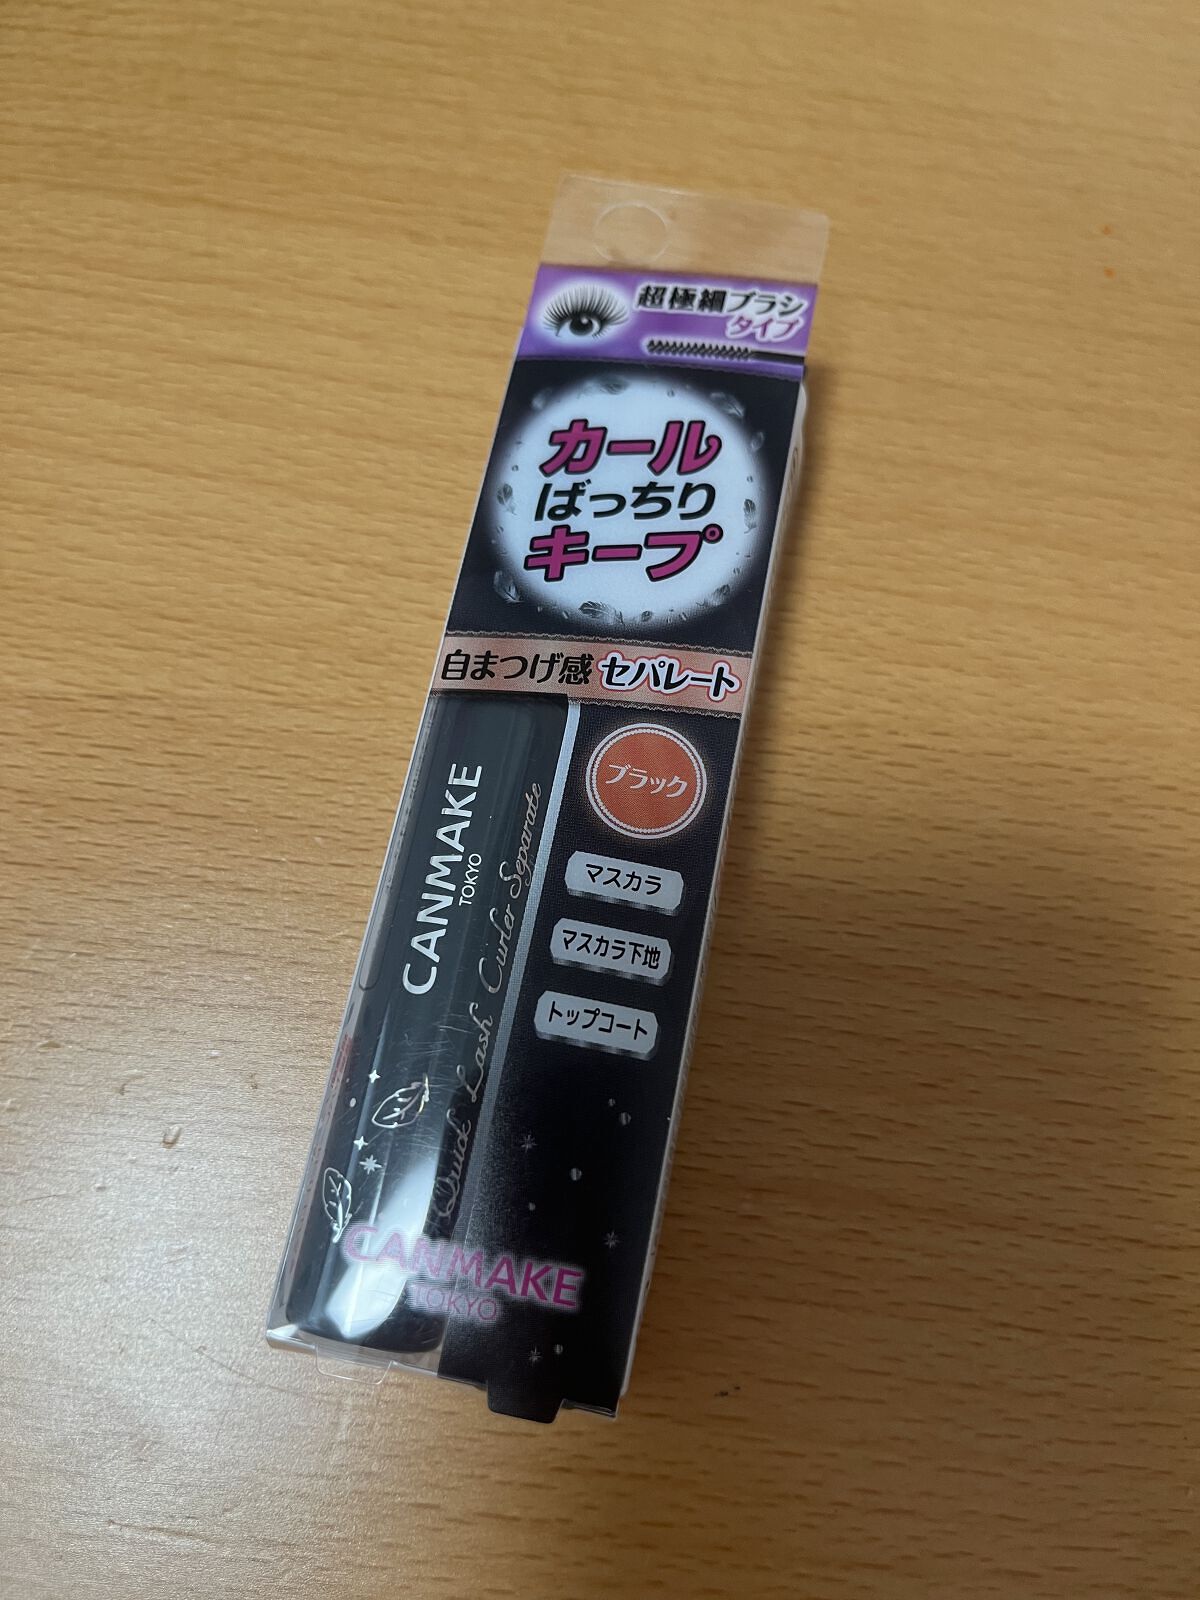 超極細ブラシ
タイプ
カール
ばっちり
キープ
自まつげ感 セパレート
ブラック
マスカラ
マスカラ下地
トップコート
CANMAKE
TOKYO
Quick Lash Curler Separate
CANMAKE
TOKYO